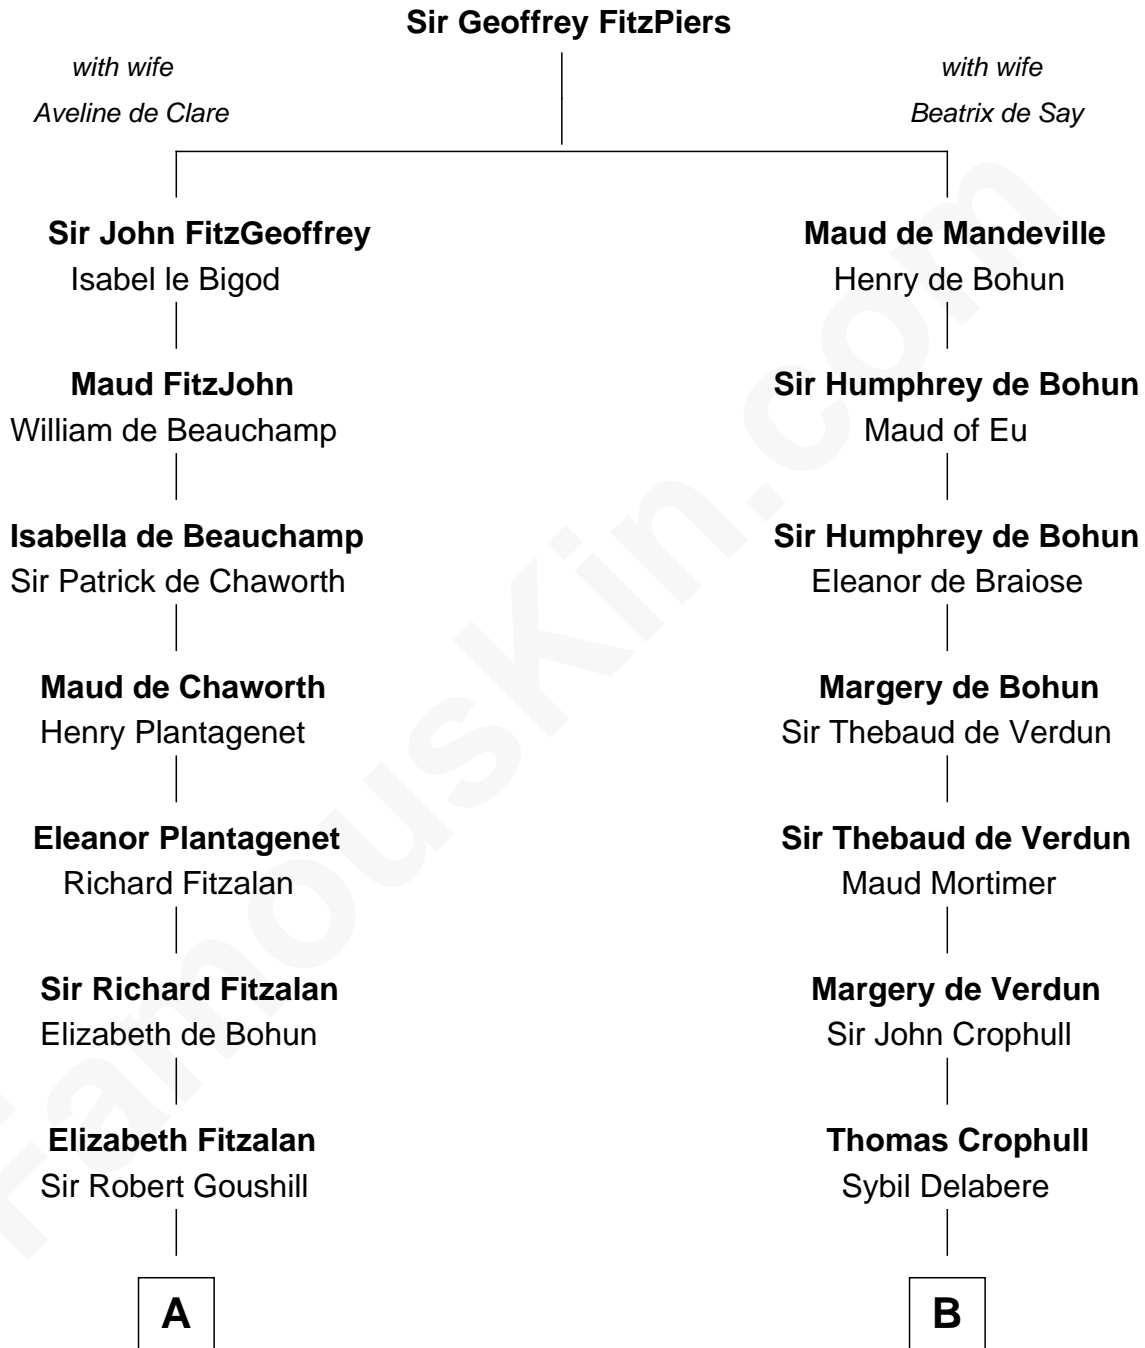 Sir Geoffrey FitzPiers
with wife
Aveline de Clare
with wife
Beatrix de Say
Sir John FitzGeoffrey
Isabel le Bigod
Maud de Mandeville
Henry de Bohun
Maud FitzJohn
William de Beauchamp
Sir Humphrey de Bohun
Maud of Eu
Isabella de Beauchamp
Sir Patrick de Chaworth
Sir Humphrey de Bohun
Eleanor de Braiose
Maud de Chaworth
Henry Plantagenet
Margery de Bohun
Sir Thebaud de Verdun
Eleanor Plantagenet
Richard Fitzalan
Sir Thebaud de Verdun
Maud Mortimer
Sir Richard Fitzalan
Elizabeth de Bohun
Margery de Verdun
Sir John Crophull
Elizabeth Fitzalan
Sir Robert Goushill
Thomas Crophull
Sybil Delabere
A
B
FamousKin.com